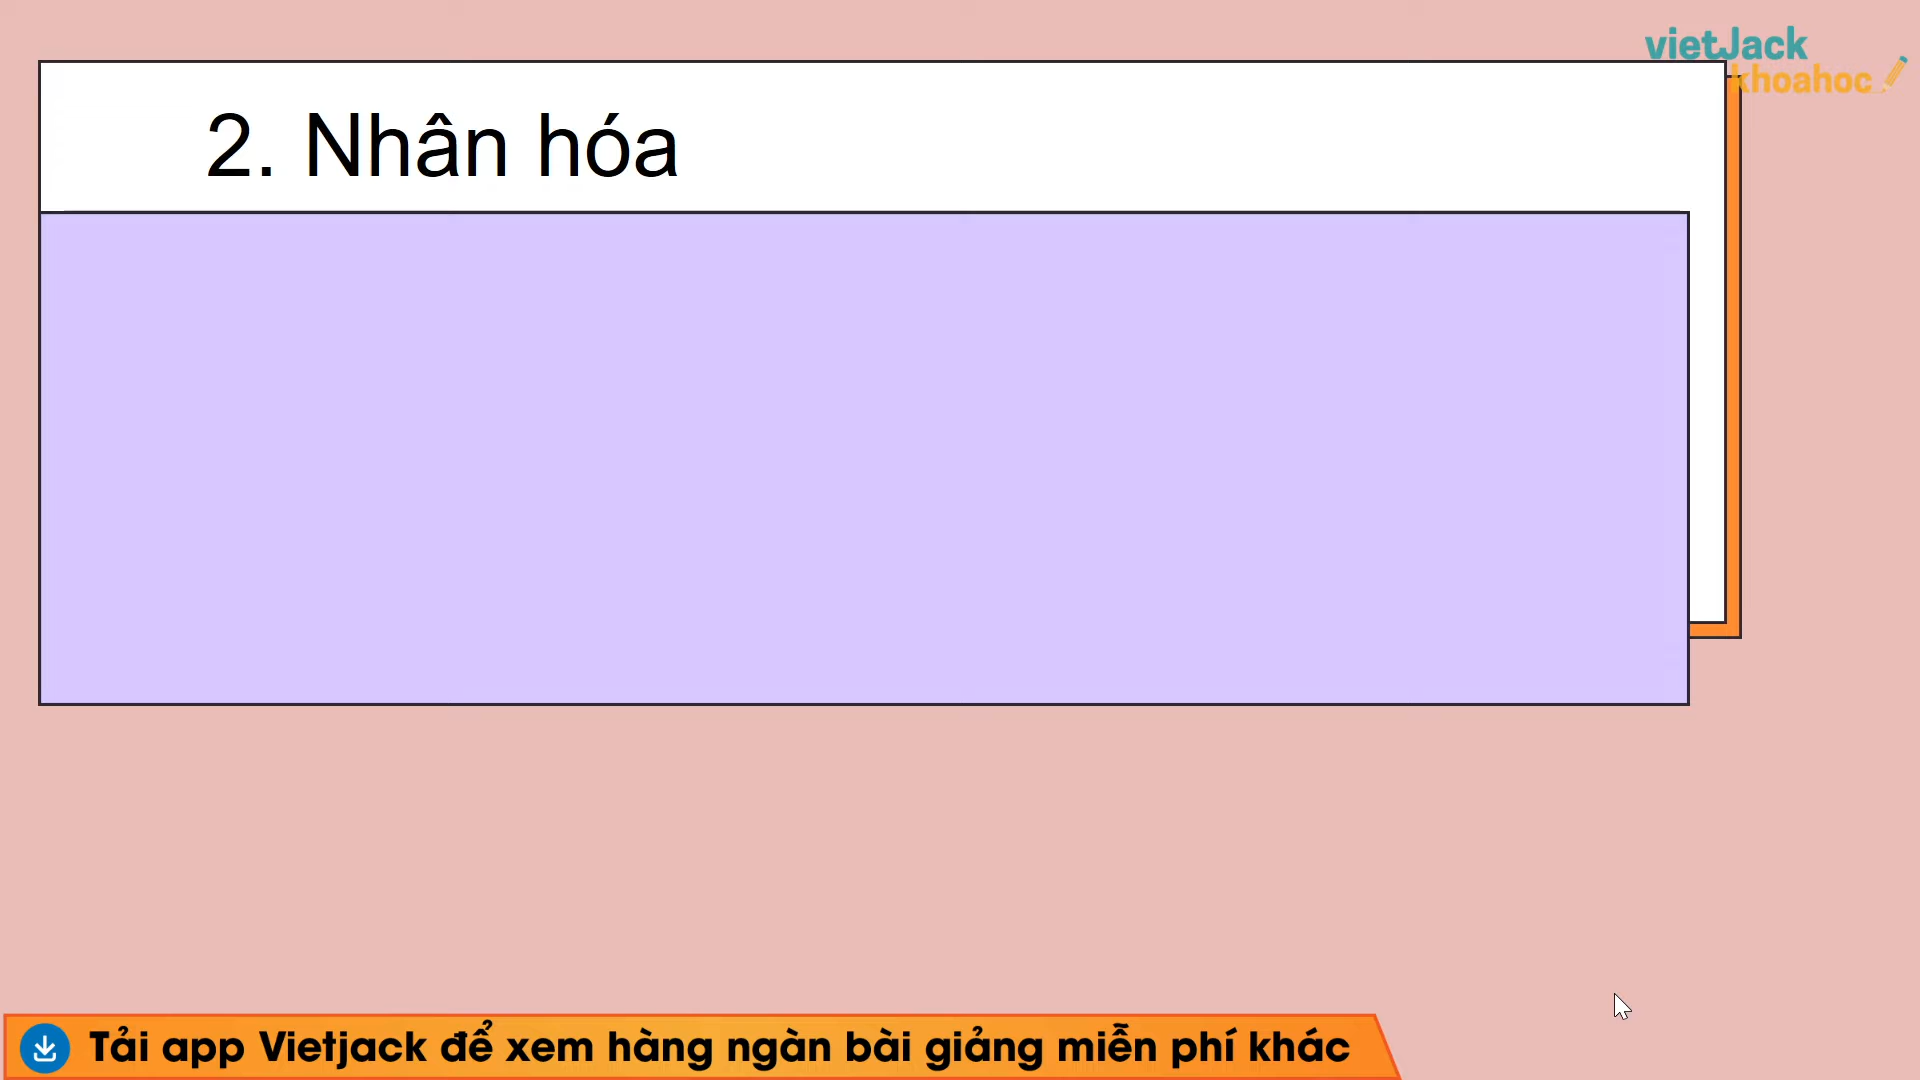 vietJack
khoahoc
2. Nhân hóa
Tải app Vietjack để xem hàng ngàn bài giảng miễn phí khác